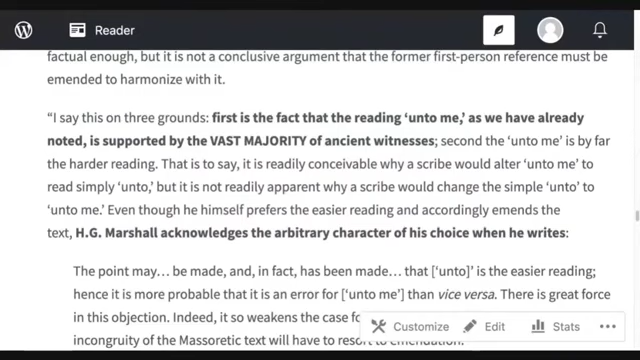 Reader
factual enough, but it is not a conclusive argument that the former first-person reference must be
emended to harmonize with it.
“I say this on three grounds: first is the fact that the reading ‘unto me,’ as we have already
noted, is supported by the VAST MAJORITY of ancient witnesses; second the ‘unto me’ is by far
the harder reading. That is to say, it is readily conceivable why a scribe would alter ‘unto me’ to
read simply ‘unto,’ but it is not readily apparent why a scribe would change the simple ‘unto’ to
‘unto me.’ Even though he himself prefers the easier reading and accordingly emends the
text, H.G. Marshall acknowledges the arbitrary character of his choice when he writes:
The point may… be made, and, in fact, has been made… that [‘unto]’ is the easier reading;
hence it is more probable that it is an error for [‘unto me’] than vice versa. There is great force
in this objection. Indeed, it so weakens the case
incongruity of the Massoretic text will have to resort to emendation.
Customize Edit Stats